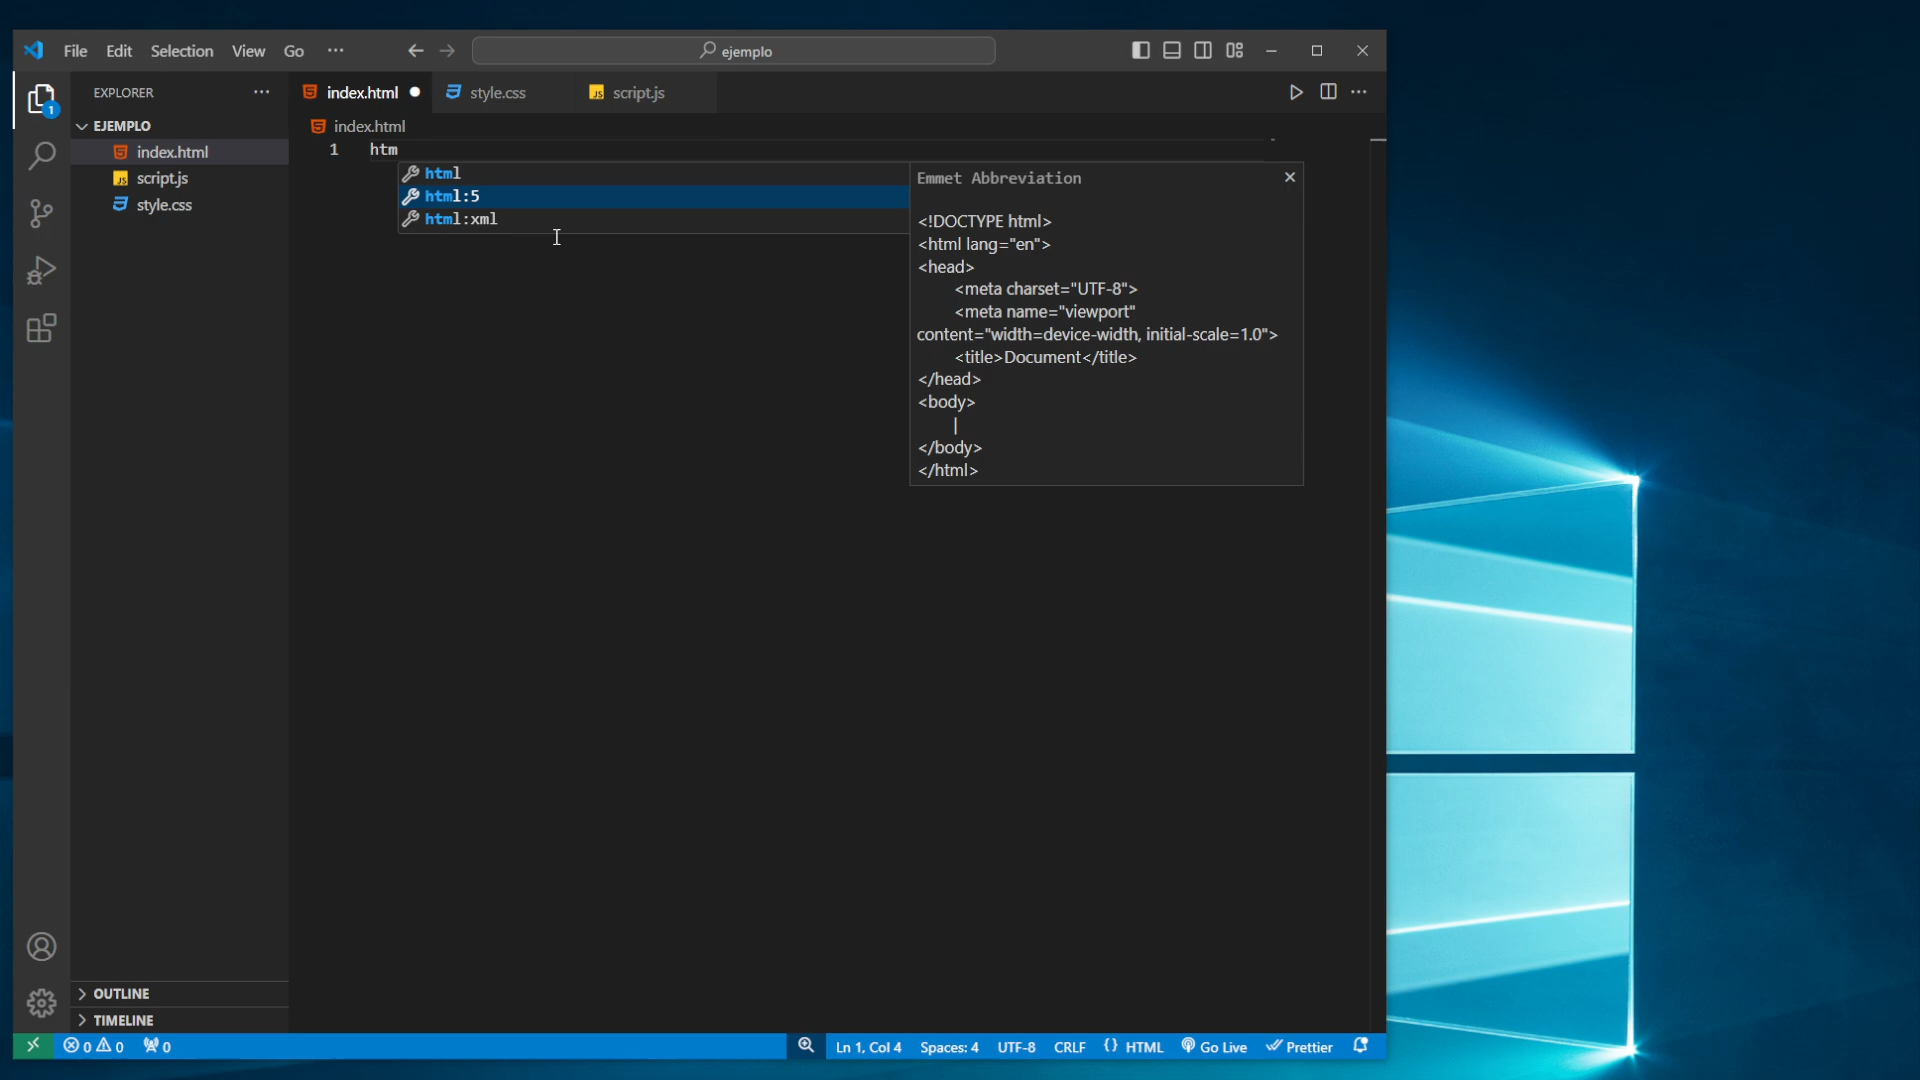 File Edit Selection View Go ··· ejemplo
EXPLORER ···
index.html style.css script.js ···
1
EJEMPLO
index.html
script.js
style.css
index.html
1 htm
html
html:5
html:xml
Emmet Abbreviation
<!DOCTYPE html>
<html lang="en">
<head>
<meta charset="UTF-8">
<meta name="viewport"
content="width=device-width, initial-scale=1.0">
<title>Document</title>
</head>
<body>
|
</body>
</html>
OUTLINE
TIMELINE
0 0 0 Ln 1, Col 4 Spaces: 4 UTF-8 CRLF {} HTML Go Live Prettier